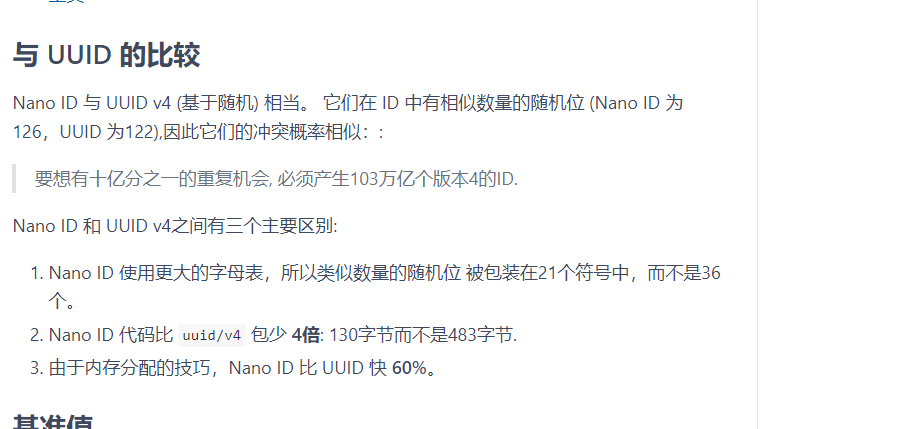 与 UUID 的比较
Nano ID 与 UUID v4 (基于随机) 相当。 它们在 ID 中有相似数量的随机位 (Nano ID 为
126，UUID 为122),因此它们的冲突概率相似：:
要想有十亿分之一的重复机会, 必须产生103万亿个版本4的ID.
Nano ID 和 UUID v4之间有三个主要区别:
1. Nano ID 使用更大的字母表，所以类似数量的随机位 被包装在21个符号中，而不是36
个。
2. Nano ID 代码比 uuid/v4 包少 4倍: 130字节而不是483字节.
3. 由于内存分配的技巧，Nano ID 比 UUID 快 60%。
基准值